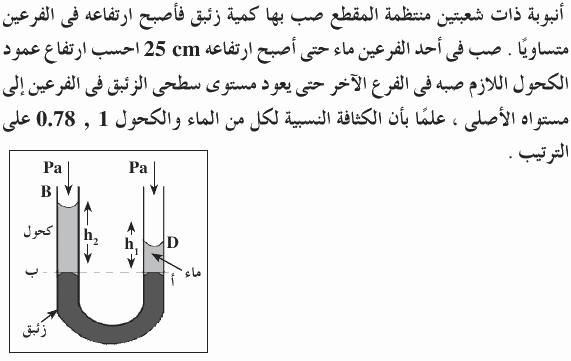 أنبوبة ذات شعبتين منتظمة المقطع صب بها كمية زئبق فأصبح ارتفاعه فى الفرعين
متساويًا . صب فى أحد الفرعين ماء حتى أصبح ارتفاعه 25 cm احسب ارتفاع عمود
الكحول اللازم صبه فى الفرع الآخر حتى يعود مستوى سطحى الزئبق فى الفرعين إلى
مستواه الأصلى ، علمًا بأن الكثافة النسبية لكل من الماء والكحول 1 , 0.78 على
الترتيب .
Pa Pa
B
كحول h₂ h₁ D
ب أ ماء
زئبق